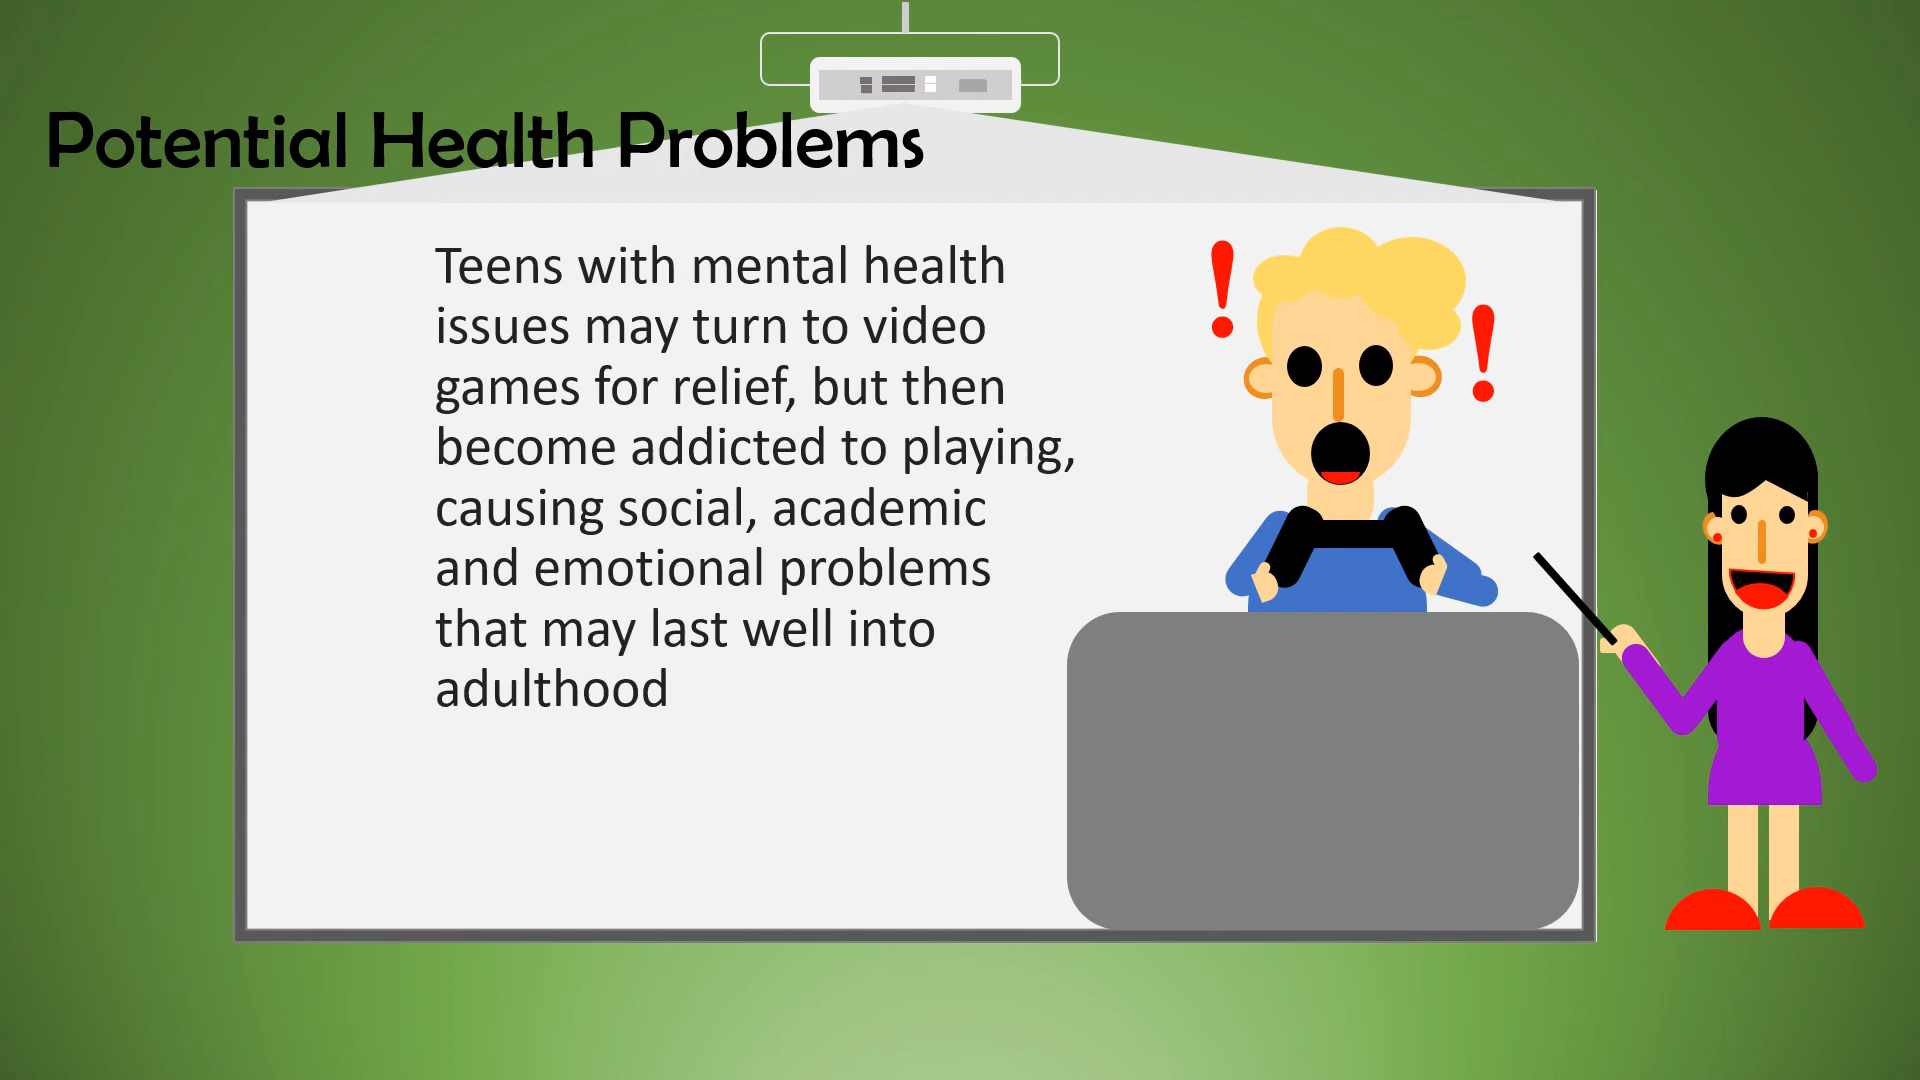 Potential Health Problems
Teens with mental health
issues may turn to video
games for relief, but then
become addicted to playing,
causing social, academic
and emotional problems
that may last well into
adulthood
! !